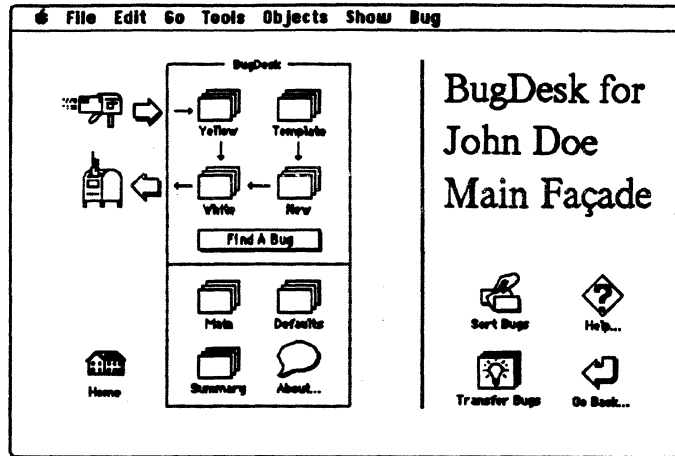 File Edit Go Tools Objects Show Bug
BugDesk
Yellow Template
White New
Find A Bug
Main Defaults
Summary About...
Home
BugDesk for
John Doe
Main Façade
Sort Bugs Help...
Transfer Bugs Go Back...